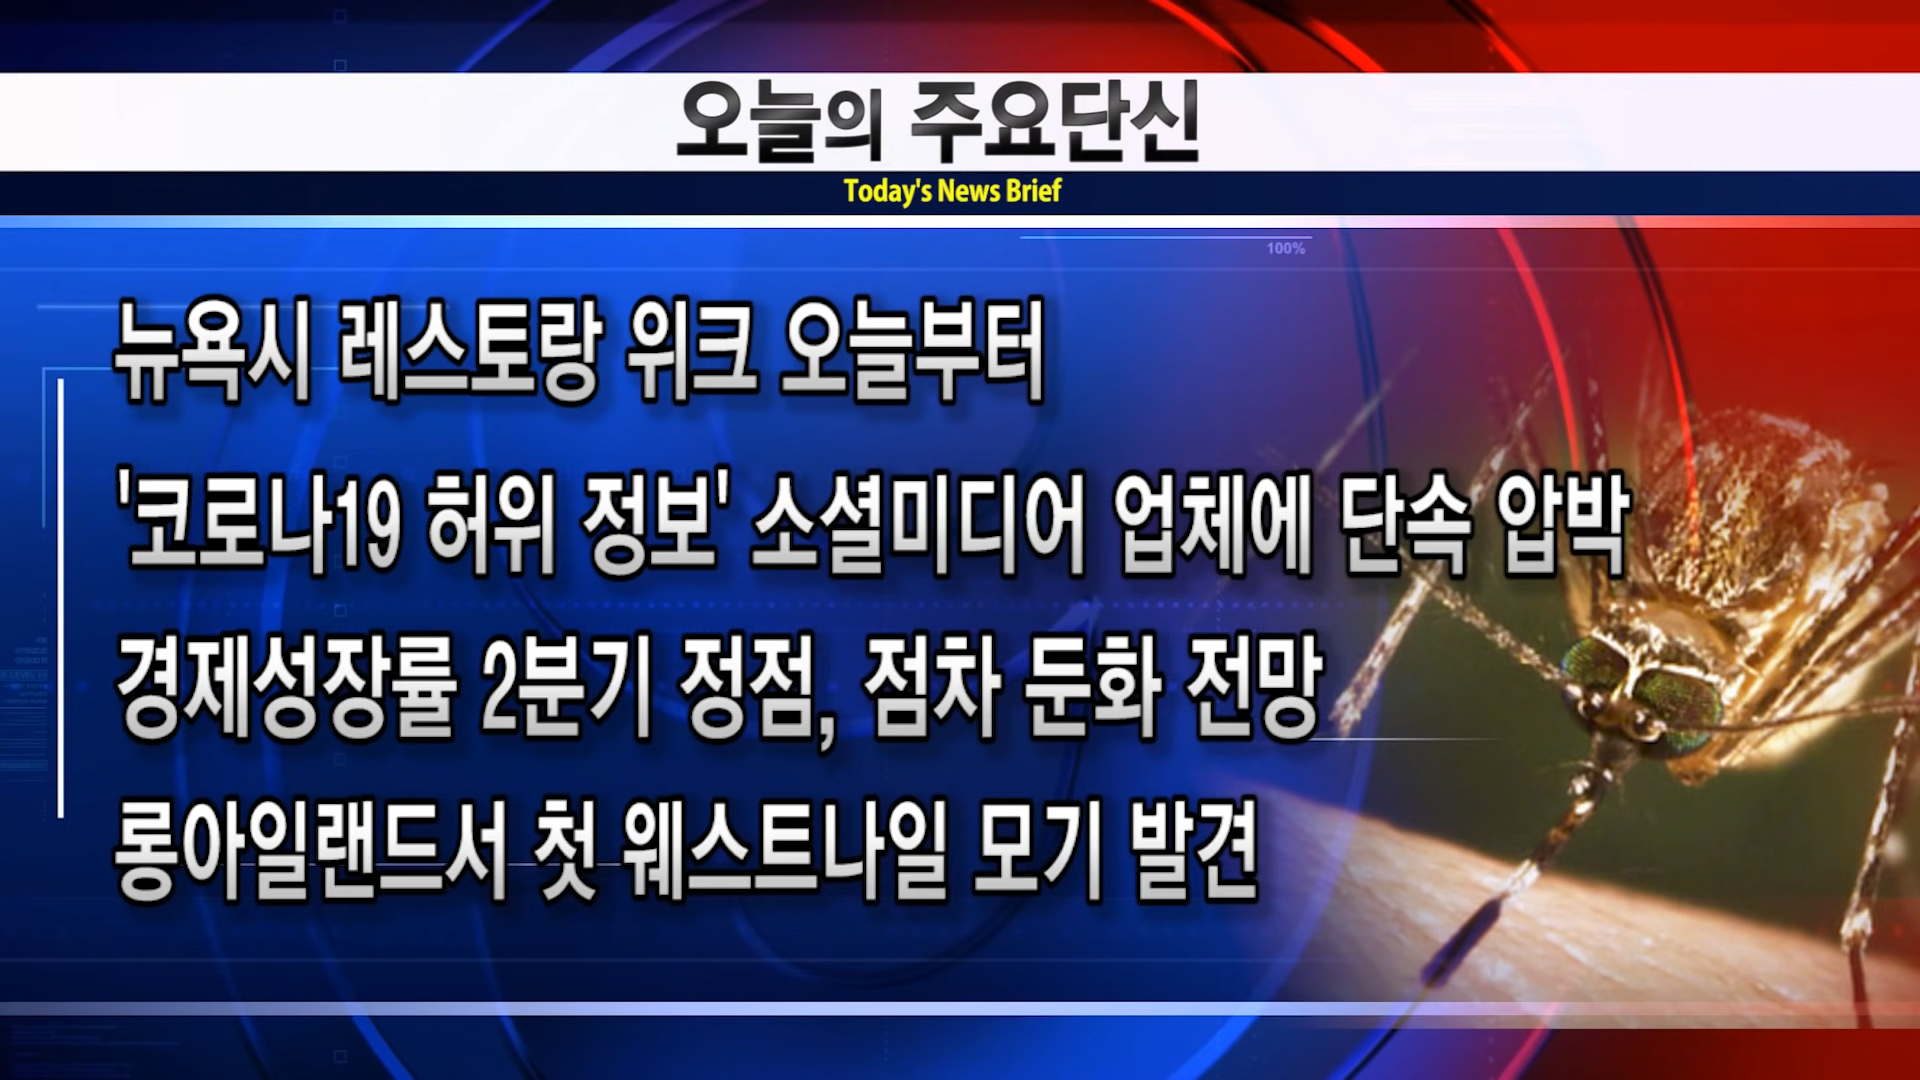 오늘의 주요단신
Today's News Brief
100%
뉴욕시 레스토랑 위크 오늘부터
'코로나19 허위 정보' 소셜미디어 업체에 단속 압박
경제성장률 2분기 정점, 점차 둔화 전망
롱아일랜드서 첫 웨스트나일 모기 발견